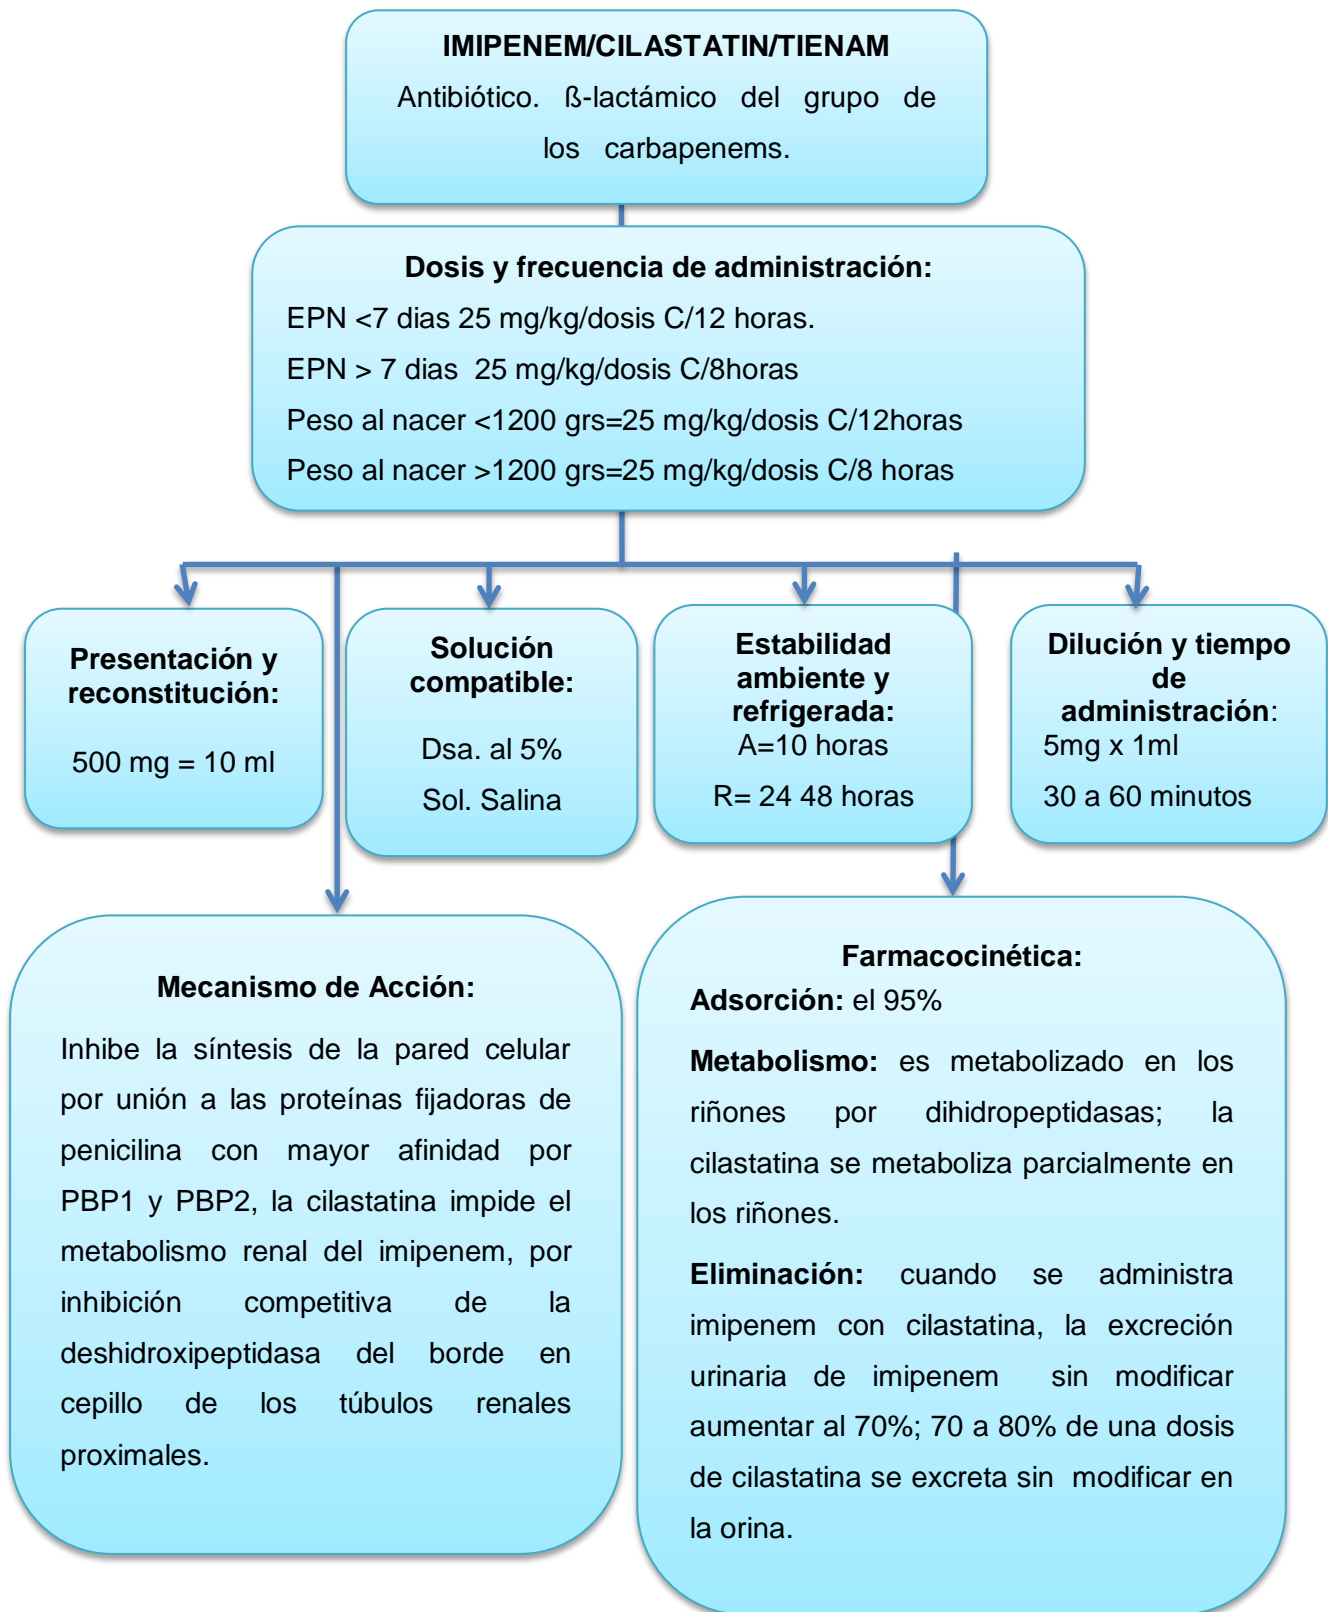 IMIPENEM/CILASTATIN/TIENAM
Antibiótico. ß-lactámico del grupo de
los carbapenems.
Dosis y frecuencia de administración:
EPN <7 dias 25 mg/kg/dosis C/12 horas.
EPN > 7 dias 25 mg/kg/dosis C/8horas
Peso al nacer <1200 grs=25 mg/kg/dosis C/12horas
Peso al nacer >1200 grs=25 mg/kg/dosis C/8 horas
Presentación y
reconstitución:
500 mg = 10 ml
Solución
compatible:
Dsa. al 5%
Sol. Salina
Estabilidad
ambiente y
refrigerada:
A=10 horas
R= 24 48 horas
Dilución y tiempo
de
administración:
5mg x 1ml
30 a 60 minutos
Mecanismo de Acción:
Inhibe la síntesis de la pared celular
por unión a las proteínas fijadoras de
penicilina con mayor afinidad por
PBP1 y PBP2, la cilastatina impide el
metabolismo renal del imipenem, por
inhibición competitiva de la
deshidroxipeptidasa del borde en
cepillo de los túbulos renales
proximales.
Farmacocinética:
Adsorción: el 95%
Metabolismo: es metabolizado en los
riñones por dihidropeptidasas; la
cilastatina se metaboliza parcialmente en
los riñones.
Eliminación: cuando se administra
imipenem con cilastatina, la excreción
urinaria de imipenem sin modificar
aumentar al 70%; 70 a 80% de una dosis
de cilastatina se excreta sin modificar en
la orina.